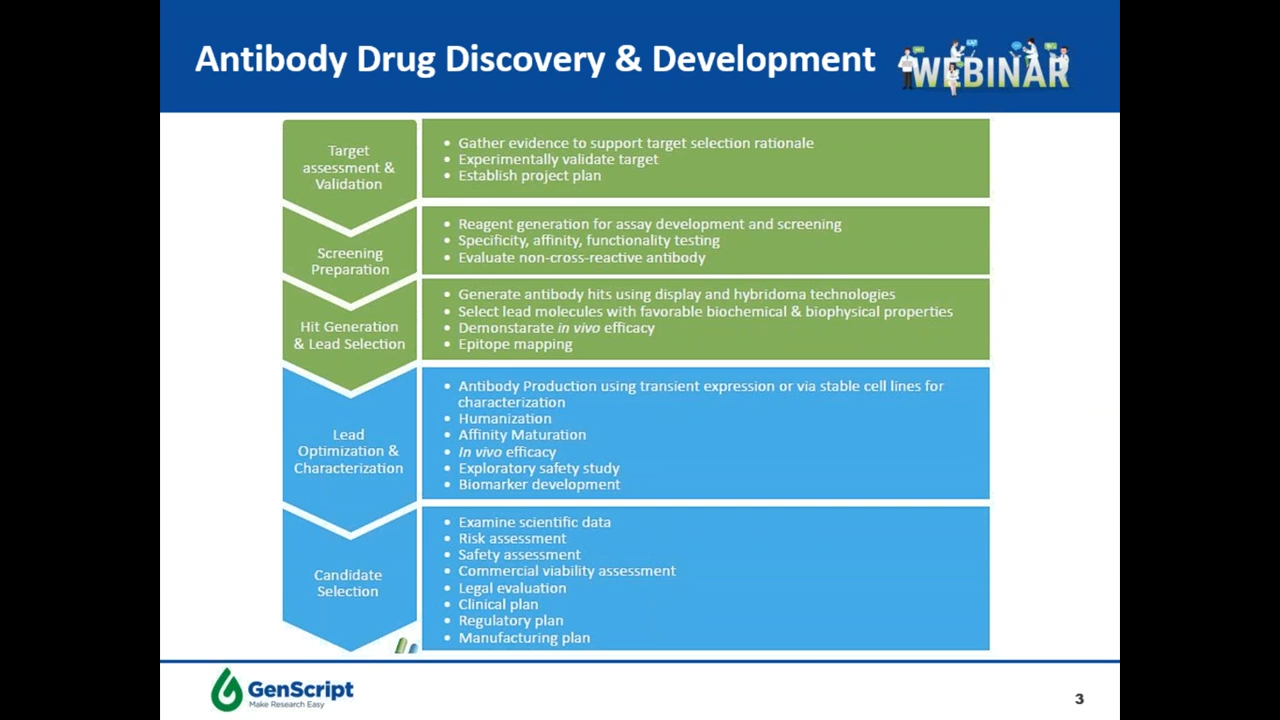 Antibody Drug Discovery & Development
WEBINAR
Target
assessment &
Validation
• Gather evidence to support target selection rationale
• Experimentally validate target
• Establish project plan
Screening
Preparation
• Reagent generation for assay development and screening
• Specificity, affinity, functionality testing
• Evaluate non-cross-reactive antibody
Hit Generation
& Lead Selection
• Generate antibody hits using display and hybridoma technologies
• Select lead molecules with favorable biochemical & biophysical properties
• Demonstarate in vivo efficacy
• Epitope mapping
Lead
Optimization &
Characterization
• Antibody Production using transient expression or via stable cell lines for
characterization
• Humanization
• Affinity Maturation
• In vivo efficacy
• Exploratory safety study
• Biomarker development
Candidate
Selection
• Examine scientific data
• Risk assessment
• Safety assessment
• Commercial viability assessment
• Legal evaluation
• Clinical plan
• Regulatory plan
• Manufacturing plan
GenScript
Make Research Easy
3